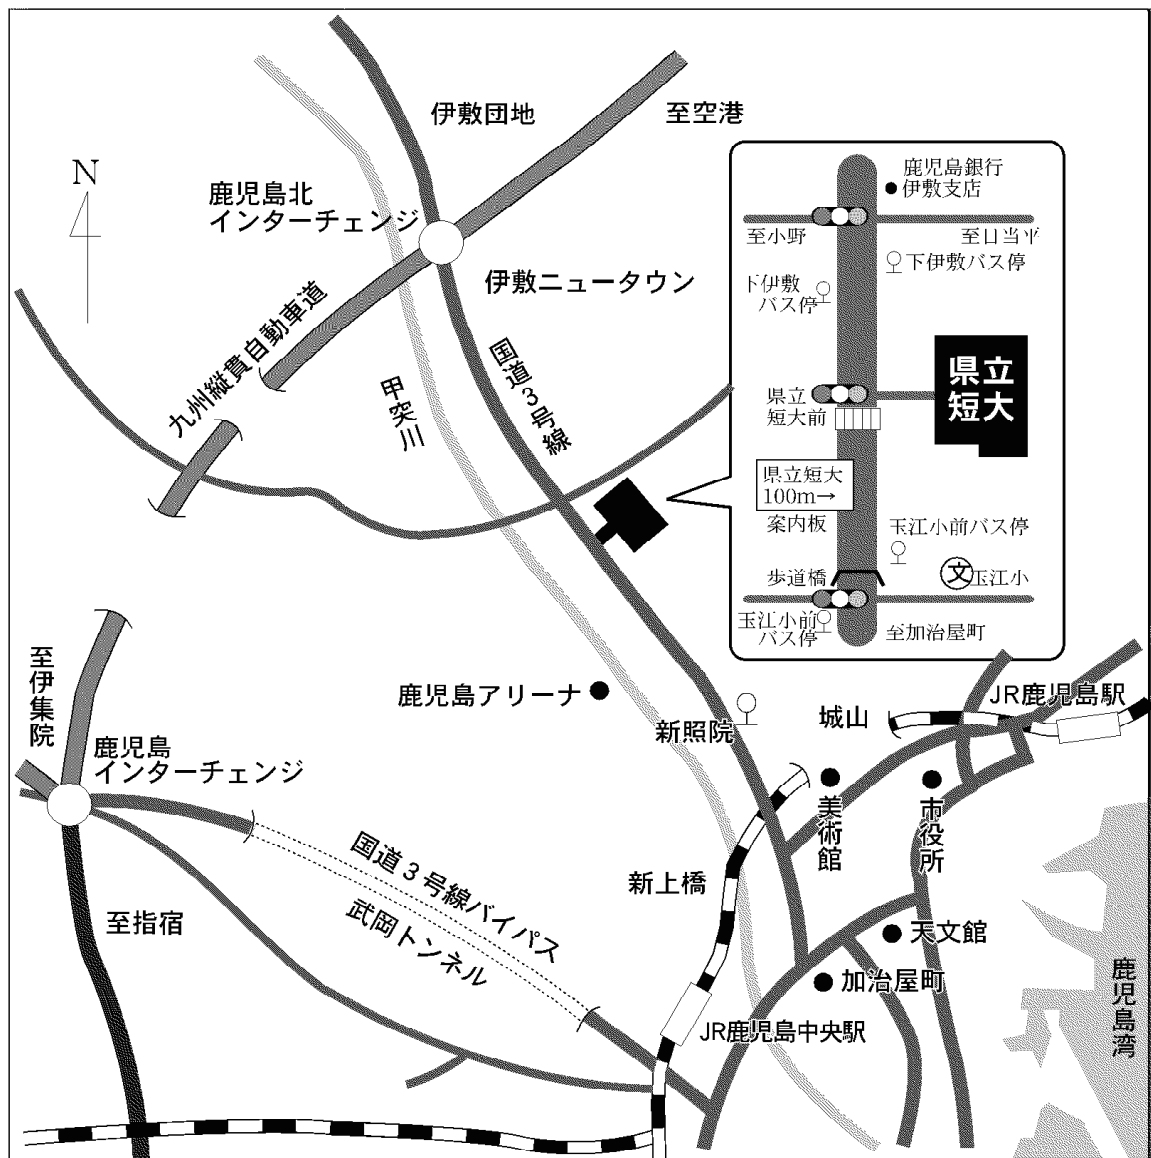 N
伊敷団地
至空港
鹿児島北
インターチェンジ
伊敷ニュータウン
九州縦貫自動車道
国道3号線
甲突川
鹿児島銀行
伊敷支店
至小野
至日当平
下伊敷バス停
下伊敷
バス停
県立
短大
県立
短大前
県立短大
100m→
案内板
玉江小前バス停
歩道橋
文
玉江小
玉江小前
バス停
至加治屋町
至伊集院
鹿児島アリーナ
新照院
城山
JR鹿児島駅
鹿児島
インターチェンジ
美術館
市役所
国道3号線バイパス
武岡トンネル
新上橋
至指宿
天文館
加治屋町
JR鹿児島中央駅
鹿児島湾